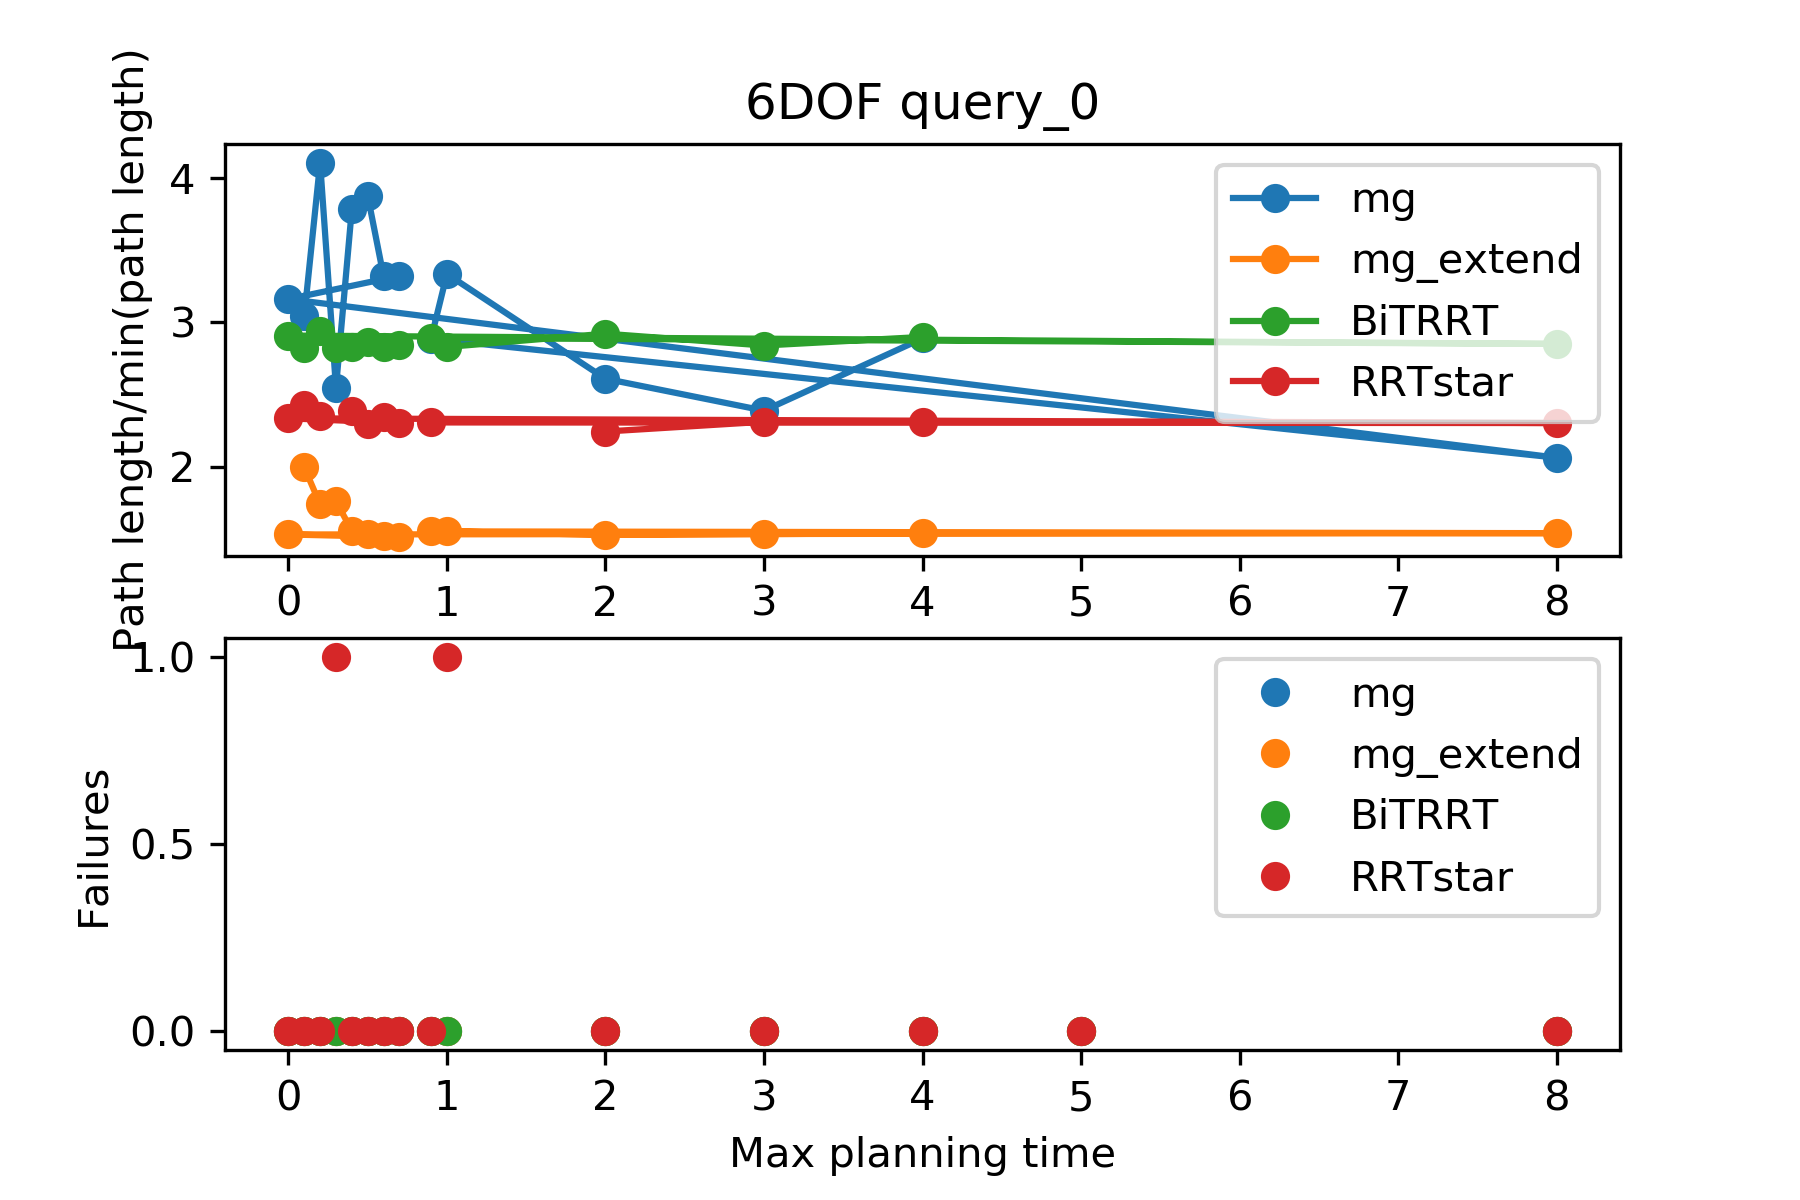 6DOF query_0
Path length/min(path length)
4
3
2
mg
mg_extend
BiTRRT
RRTstar
0 1 2 3 4 5 6 7 8
Failures
1.0
0.5
0.0
mg
mg_extend
BiTRRT
RRTstar
0 1 2 3 4 5 6 7 8
Max planning time